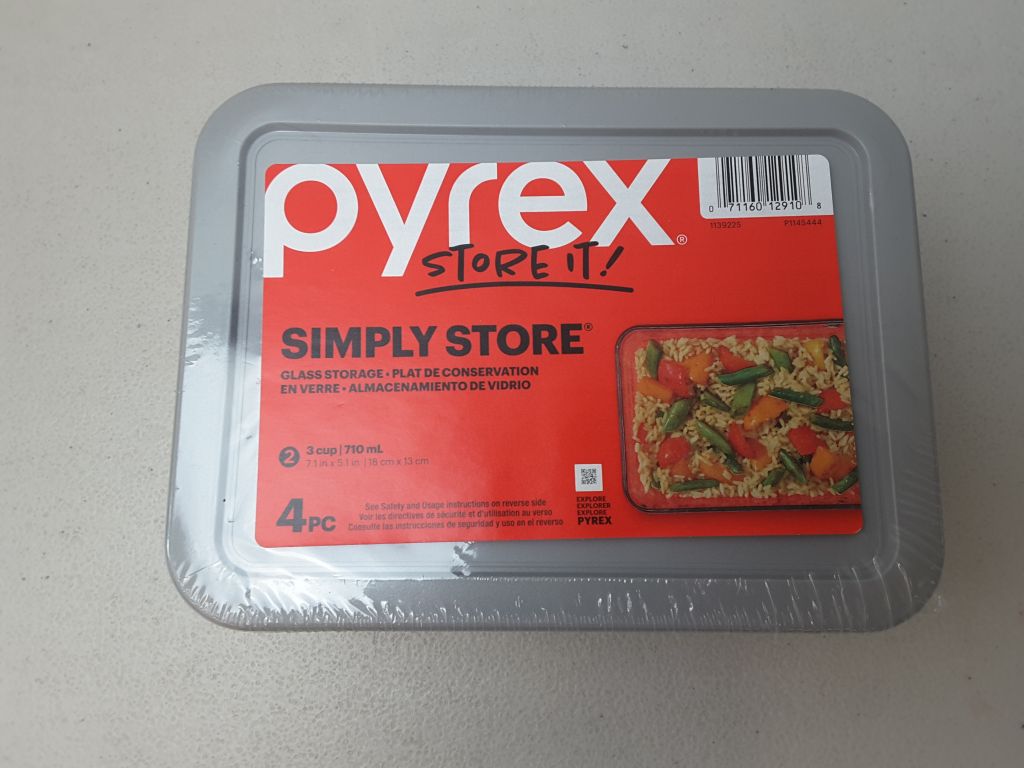 pyrex®
STORE IT!
0 71160 12910 8
1139225 P1145444
SIMPLY STORE®
GLASS STORAGE • PLAT DE CONSERVATION
EN VERRE • ALMACENAMIENTO DE VIDRIO
2 3 cup | 710 mL
7.1 in x 5.1 in | 18 cm x 13 cm
4PC
See Safety and Usage instructions on reverse side
Voir les directives de sécurité et d'utilisation au verso
Consulte las instrucciones de seguridad y uso en el reverso
EXPLORE
EXPLORER
EXPLORE
PYREX